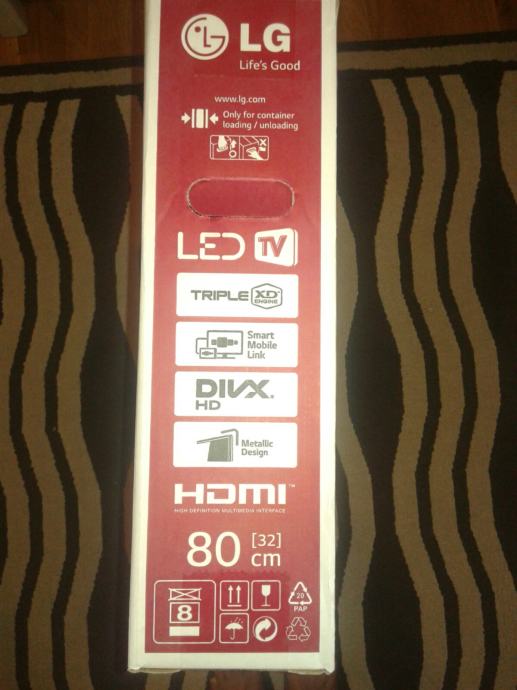 LG
Life's Good
www.lg.com
Only for container
loading / unloading
LED TV
TRIPLE XD ENGINE
Smart
Mobile
Link
DIVX®
HD
Metallic
Design
HDMI™
HIGH DEFINITION MULTIMEDIA INTERFACE
80 [32]
cm
8
20
PAP